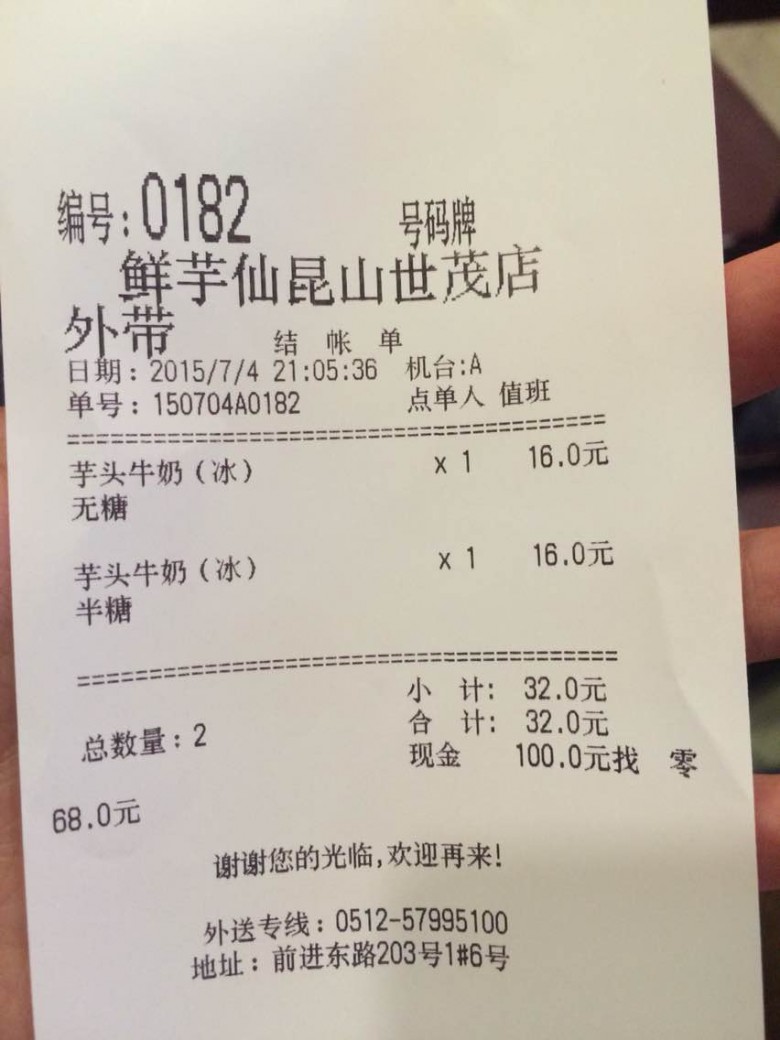 编号:0182 号码牌
鲜芋仙昆山世茂店
外带 结 帐 单
日期:2015/7/4 21:05:36 机台:A
单号:150704A0182 点单人 值班
========================================
芋头牛奶(冰) x 1 16.0元
无糖
芋头牛奶(冰) x 1 16.0元
半糖
========================================
小 计: 32.0元
总数量:2 合 计: 32.0元
现金 100.0元找 零
68.0元
谢谢您的光临,欢迎再来!
外送专线:0512-57995100
地址:前进东路203号1#6号